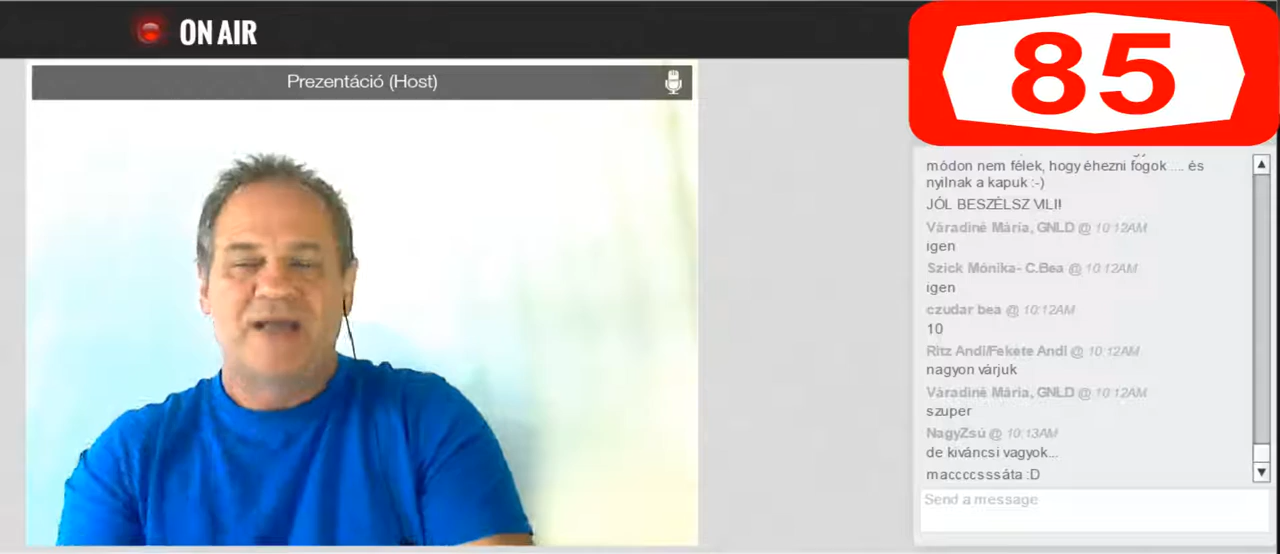 ON AIR
85
Prezentáció (Host)
módon nem félek, hogy éhezni fogok .... és
nyilnak a kapuk :-)
JÓL BESZÉLSZ VILI!
Váradiné Mária, GNLD @ 10:12AM
igen
Szick Mónika- C.Bea @ 10:12AM
igen
czudar bea @ 10:12AM
10
Ritz Andi/Fekete Andi @ 10:12AM
nagyon várjuk
Váradiné Mária, GNLD @ 10:12AM
szuper
NagyZsú @ 10:13AM
de kiváncsi vagyok...
maccccsssáta :D
Send a message